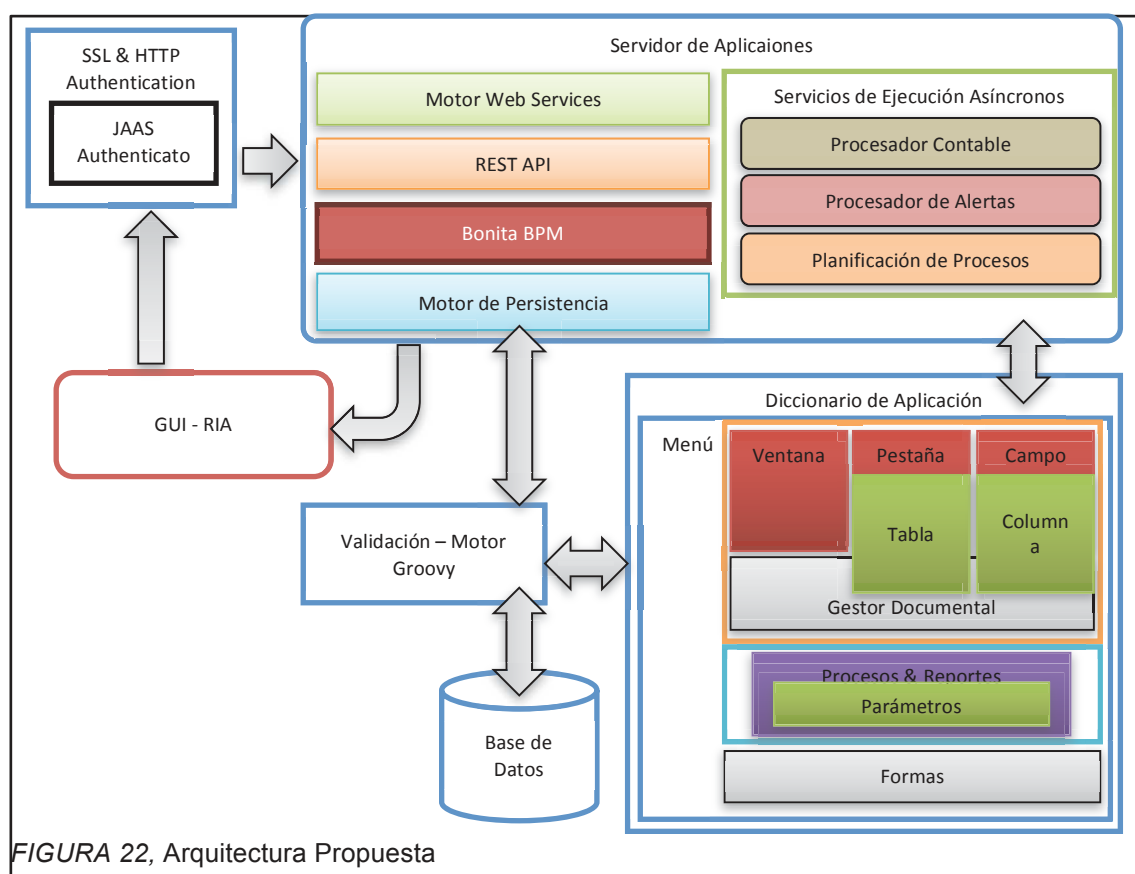 SSL & HTTP
Authentication
JAAS
Authenticato
Servidor de Aplicaiones
Motor Web Services
REST API
Bonita BPM
Motor de Persistencia
Servicios de Ejecución Asíncronos
Procesador Contable
Procesador de Alertas
Planificación de Procesos
GUI - RIA
Validación – Motor
Groovy
Base de
Datos
Diccionario de Aplicación
Menú
Ventana
Pestaña
Campo
Tabla
Column
a
Gestor Documental
Procesos & Reportes
Parámetros
Formas
FIGURA 22, Arquitectura Propuesta